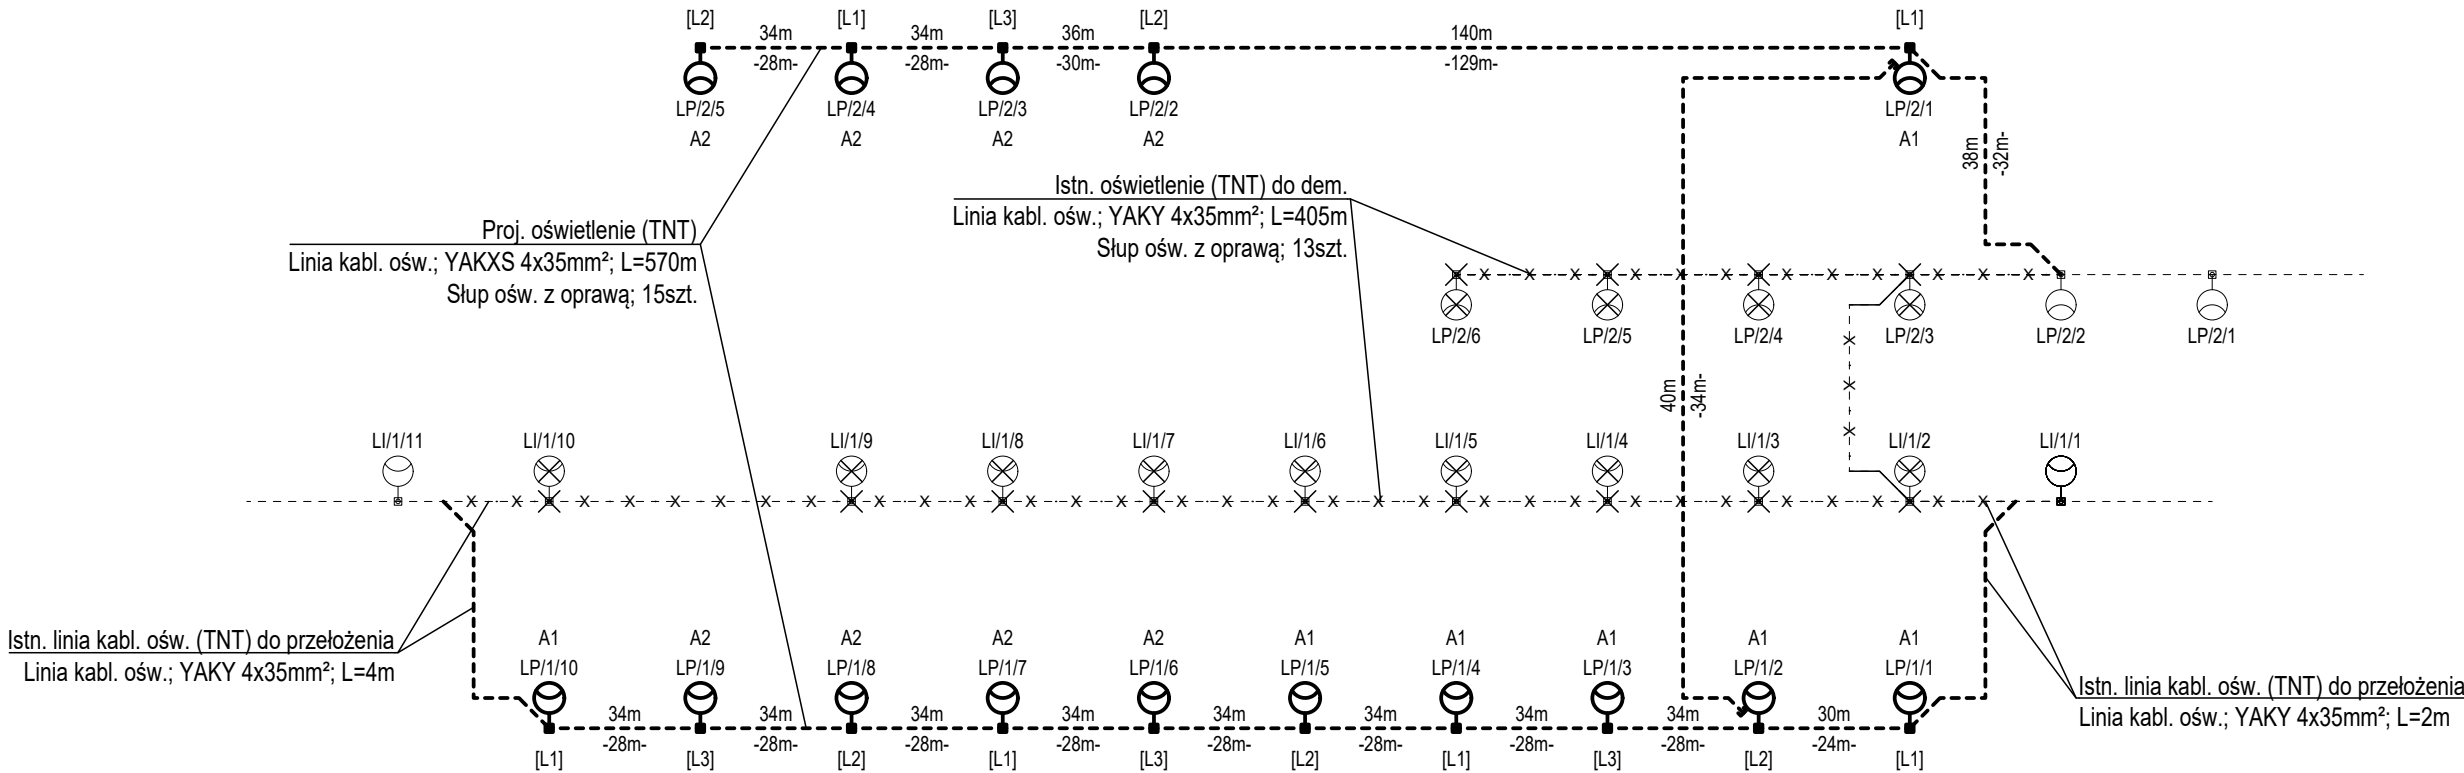 [L2] [L1] [L3] [L2] [L1]
34m 34m 36m 140m
-28m- -28m- -30m- -129m-
LP/2/5 LP/2/4 LP/2/3 LP/2/2 LP/2/1
A2 A2 A2 A2 A1
38m
-32m-
Istn. oświetlenie (TNT) do dem.
Linia kabl. ośw.; YAKY 4x35mm²; L=405m
Słup ośw. z oprawą; 13szt.
Proj. oświetlenie (TNT)
Linia kabl. ośw.; YAKXS 4x35mm²; L=570m
Słup ośw. z oprawą; 15szt.
LP/2/6 LP/2/5 LP/2/4 LP/2/3 LP/2/2 LP/2/1
40m
-34m-
LI/1/11 LI/1/10 LI/1/9 LI/1/8 LI/1/7 LI/1/6 LI/1/5 LI/1/4 LI/1/3 LI/1/2 LI/1/1
Istn. linia kabl. ośw. (TNT) do przełożenia
Linia kabl. ośw.; YAKY 4x35mm²; L=4m
A1 A2 A2 A2 A2 A1 A1 A1 A1 A1
LP/1/10 LP/1/9 LP/1/8 LP/1/7 LP/1/6 LP/1/5 LP/1/4 LP/1/3 LP/1/2 LP/1/1
Istn. linia kabl. ośw. (TNT) do przełożenia
Linia kabl. ośw.; YAKY 4x35mm²; L=2m
34m 34m 34m 34m 34m 34m 34m 34m 30m
-28m- -28m- -28m- -28m- -28m- -28m- -28m- -28m- -24m-
[L1] [L3] [L2] [L1] [L3] [L2] [L1] [L3] [L2] [L1]